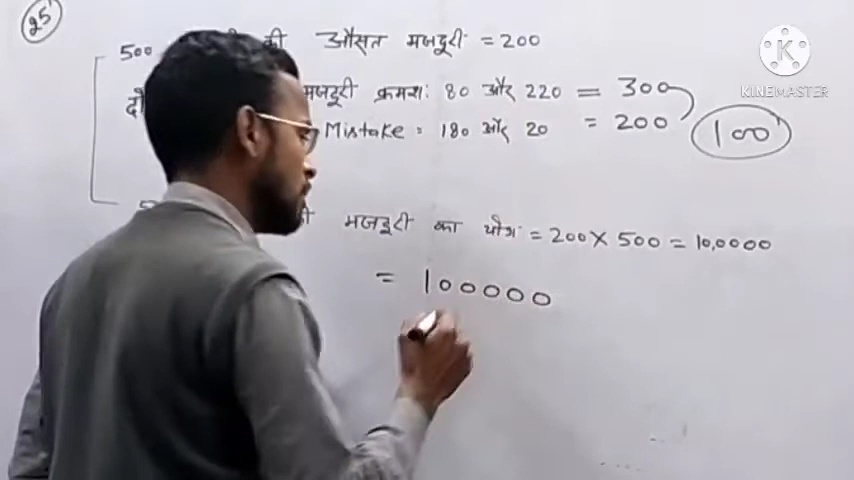 25
500 की औसत मजदूरी = 200
मजदूरी क्रमशः 80 और 220 = 300
Mistake = 180 और 20 = 200
100
मजदूरी का योग = 200 X 500 = 10,0000
= 100000
K
KINEMASTER